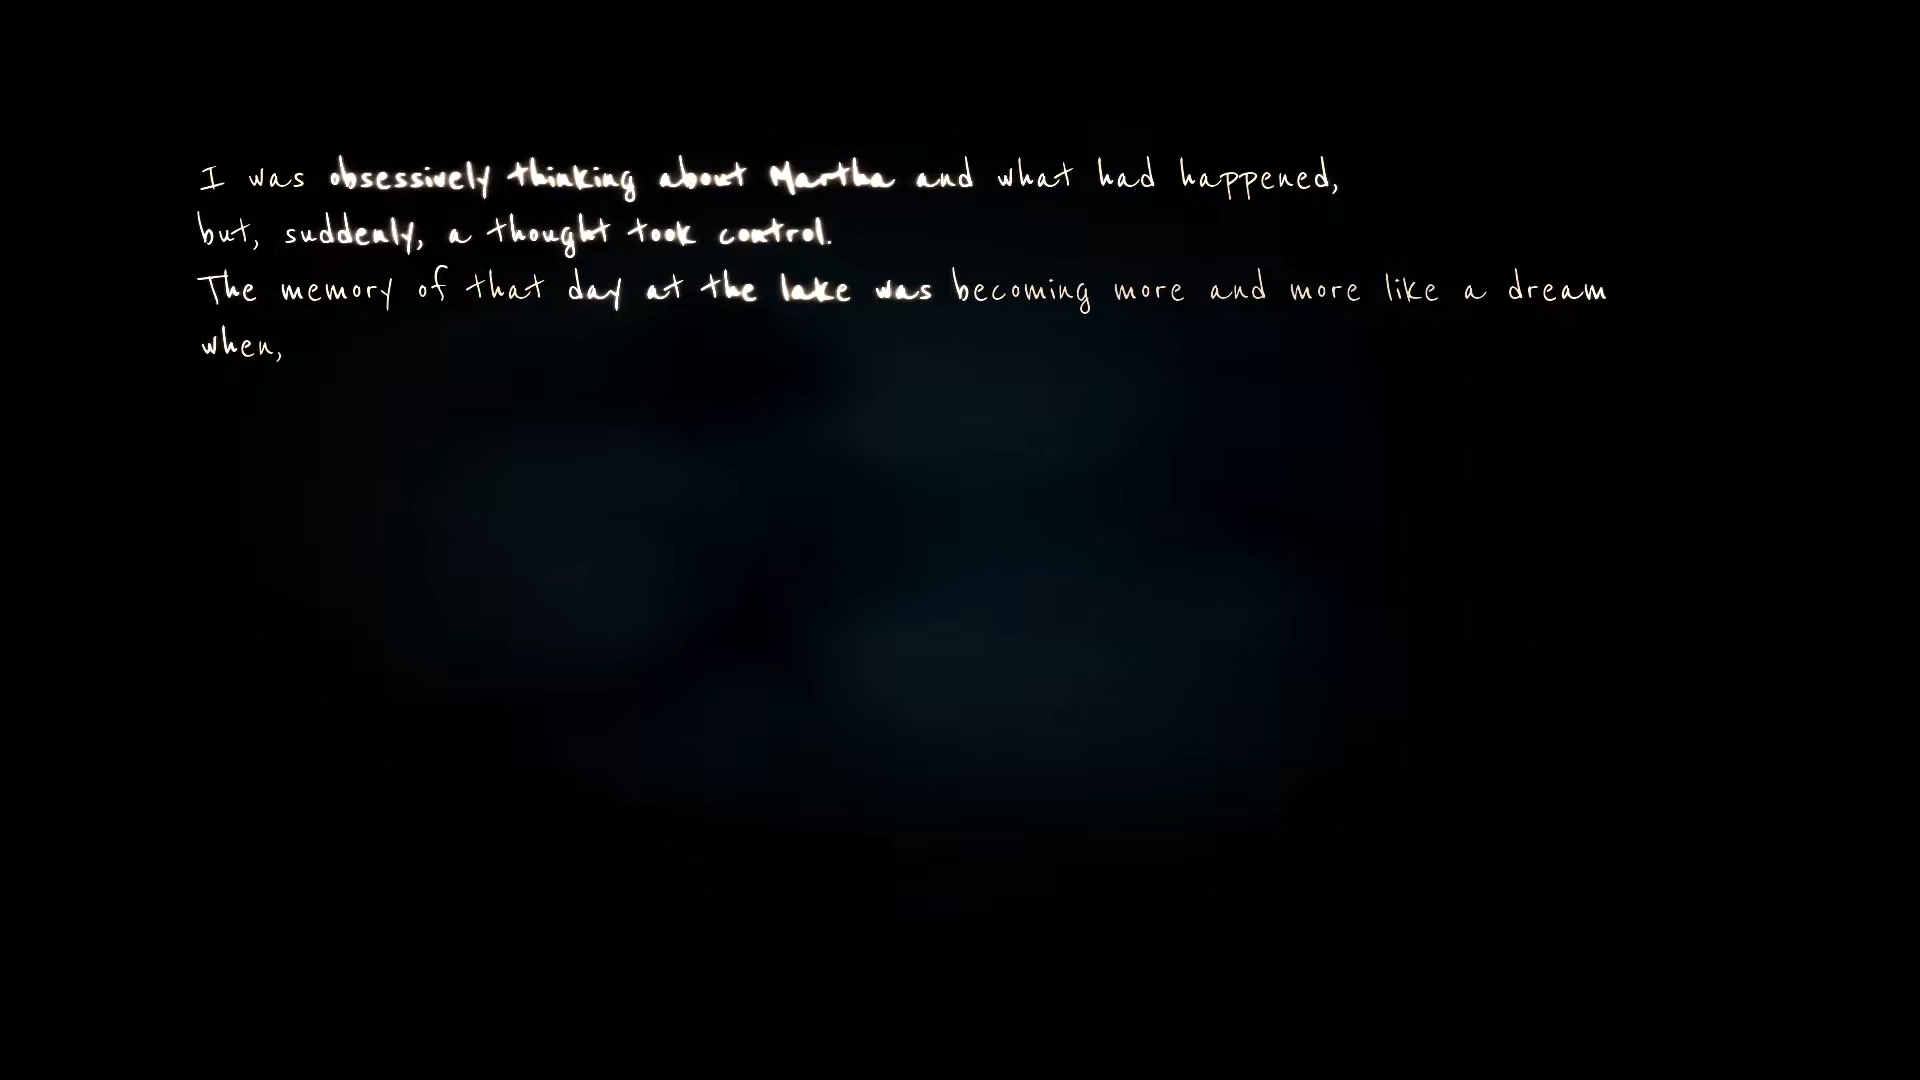 I was obsessively thinking about Martha and what had happened,
but, suddenly, a thought took control.
The memory of that day at the lake was becoming more and more like a dream
when,